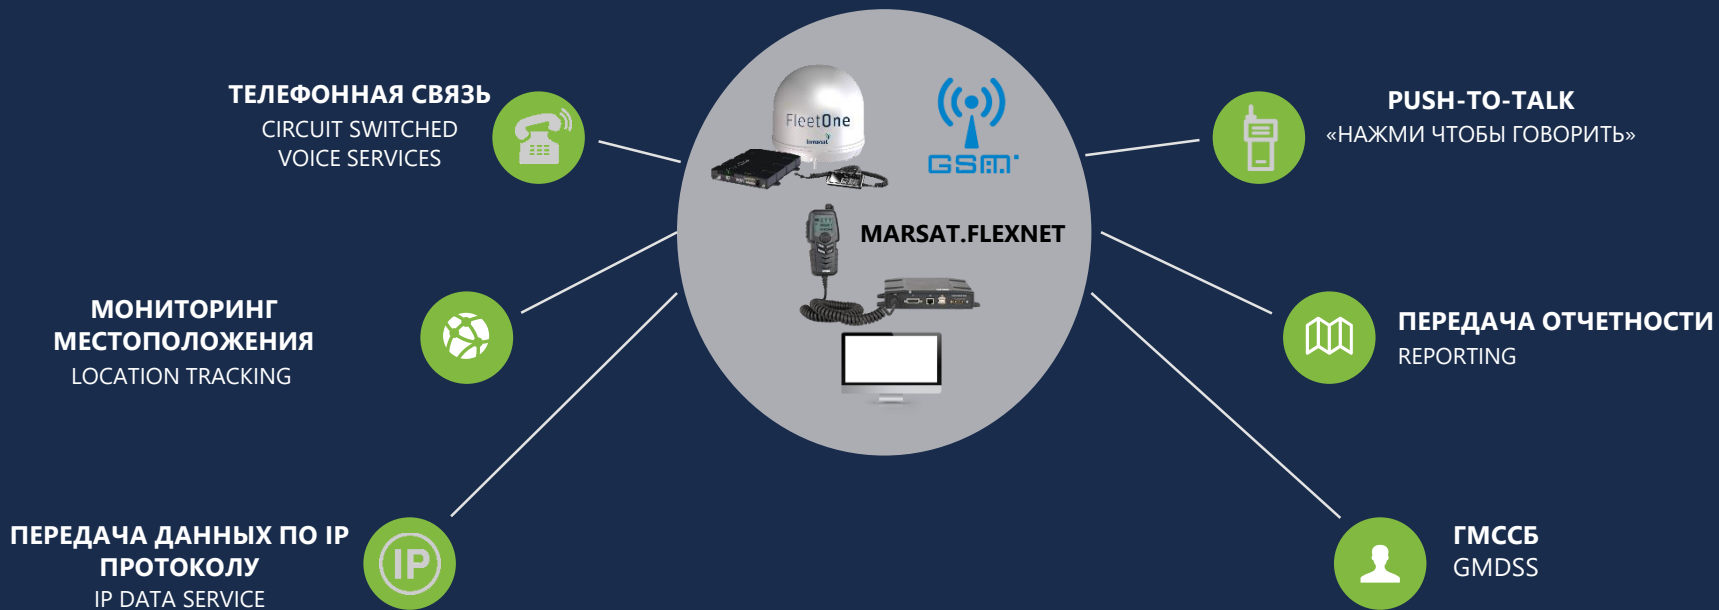 ТЕЛЕФОННАЯ СВЯЗЬ
CIRCUIT SWITCHED
VOICE SERVICES
МОНИТОРИНГ
МЕСТОПОЛОЖЕНИЯ
LOCATION TRACKING
ПЕРЕДАЧА ДАННЫХ ПО IP
ПРОТОКОЛУ
IP DATA SERVICE
IP
FleetOne
inmarsat
GSM
MARSAT.FLEXNET
PUSH-TO-TALK
«НАЖМИ ЧТОБЫ ГОВОРИТЬ»
ПЕРЕДАЧА ОТЧЕТНОСТИ
REPORTING
ГМССБ
GMDSS